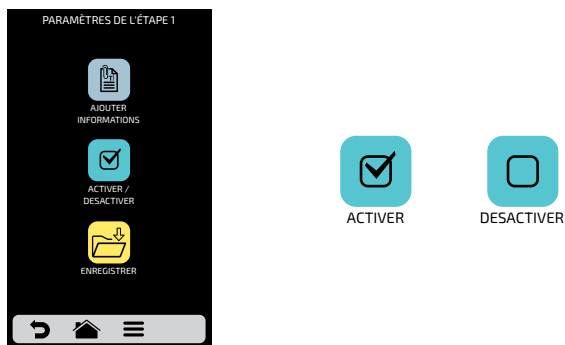 PARAMÈTRES DE L'ÉTAPE 1
AJOUTER
INFORMATIONS
ACTIVER /
DESACTIVER
ENREGISTRER
ACTIVER
DESACTIVER